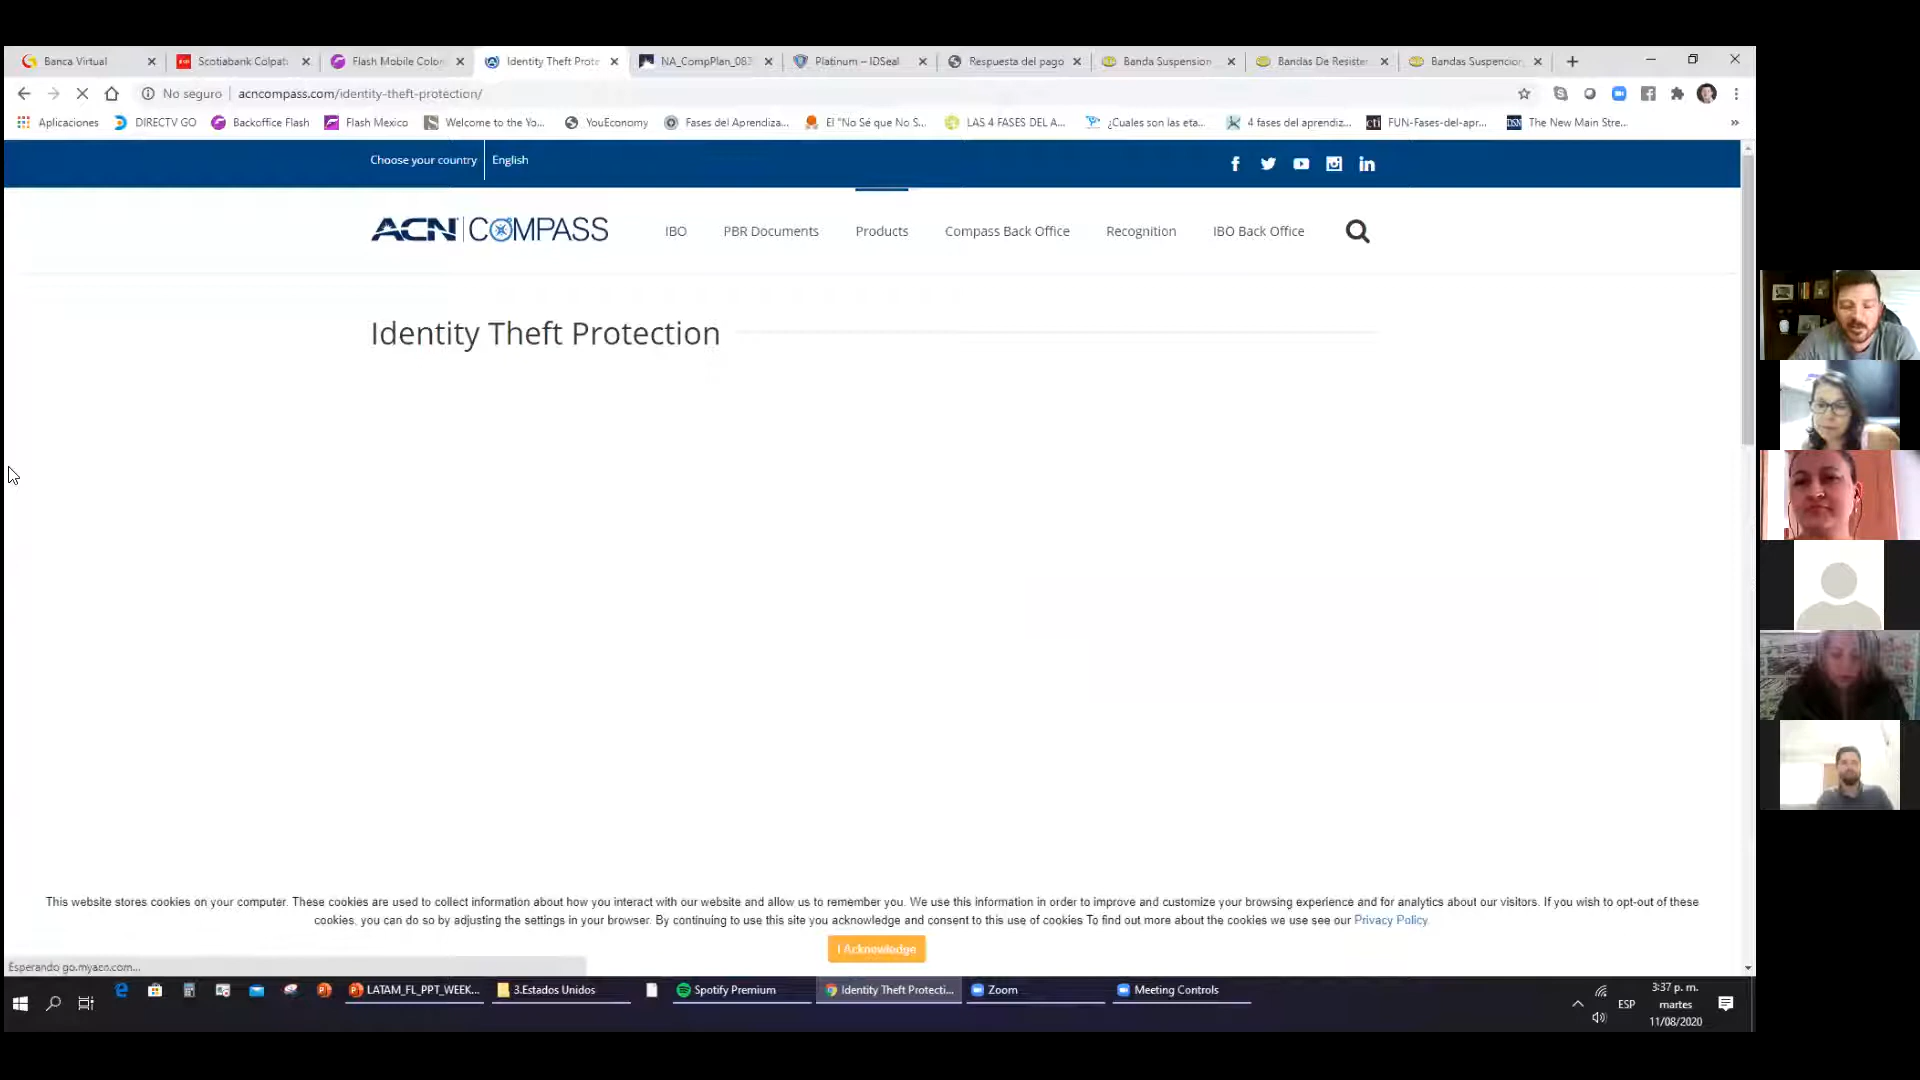 Banca Virtual
Scotiabank Colpat
Flash Mobile Colon
Identity Theft Prote
NA_CompPlan_083
Platinum – IDSeal
Respuesta del pago
Banda Suspension
Bandas De Resister
Bandas Suspencion
No seguro
acncompass.com/identity-theft-protection/
Aplicaciones
DIRECTV GO
Backoffice Flash
Flash Mexico
Welcome to the Yo...
YouEconomy
Fases del Aprendiza...
El "No Sé que No S...
LAS 4 FASES DEL A...
¿Cuales son las eta...
4 fases del aprendiz...
FUN-Fases-del-apr...
The New Main Stre...
Choose your country
English
ACN COMPASS
IBO
PBR Documents
Products
Compass Back Office
Recognition
IBO Back Office
Identity Theft Protection
This website stores cookies on your computer. These cookies are used to collect information about how you interact with our website and allow us to remember you. We use this information in order to improve and customize your browsing experience and for analytics about our visitors. If you wish to opt-out of these
cookies, you can do so by adjusting the settings in your browser. By continuing to use this site you acknowledge and consent to this use of cookies To find out more about the cookies we use see our Privacy Policy.
I Acknowledge
Esperando go.myacn.com...
LATAM_FL_PPT_WEEK...
3.Estados Unidos
Spotify Premium
Identity Theft Protecti...
Zoom
Meeting Controls
ESP
3:37 p. m.
martes
11/08/2020